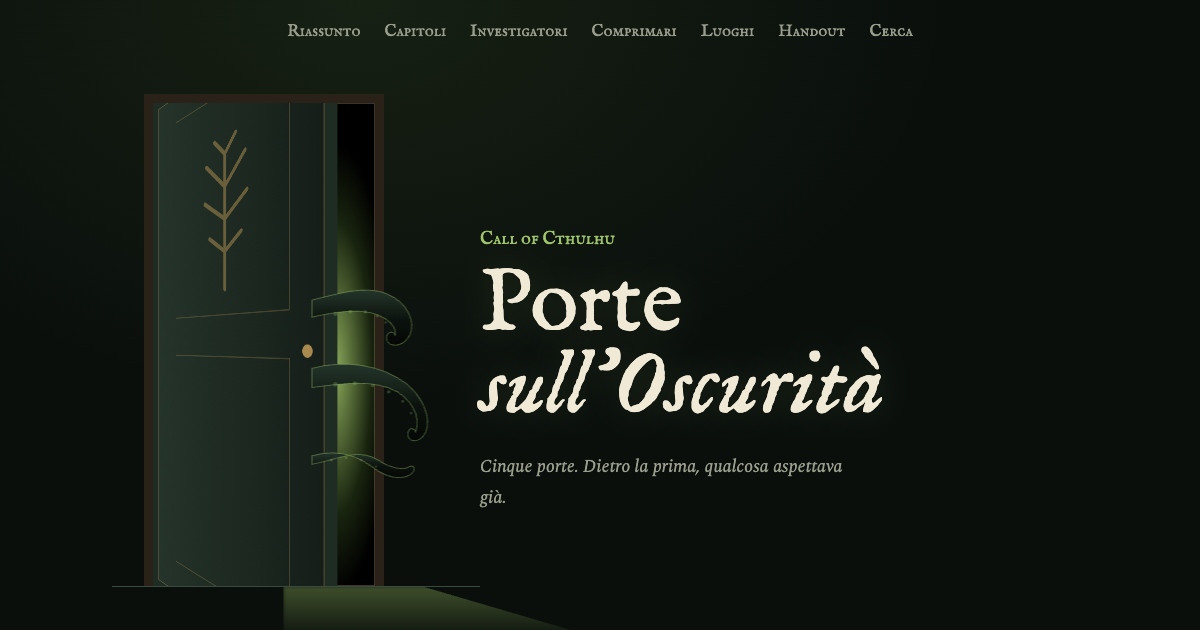 Riassunto Capitoli Investigatori Comprimari Luoghi Handout Cerca
Call of Cthulhu
Porte
sull’Oscurità
Cinque porte. Dietro la prima, qualcosa aspettava
già.